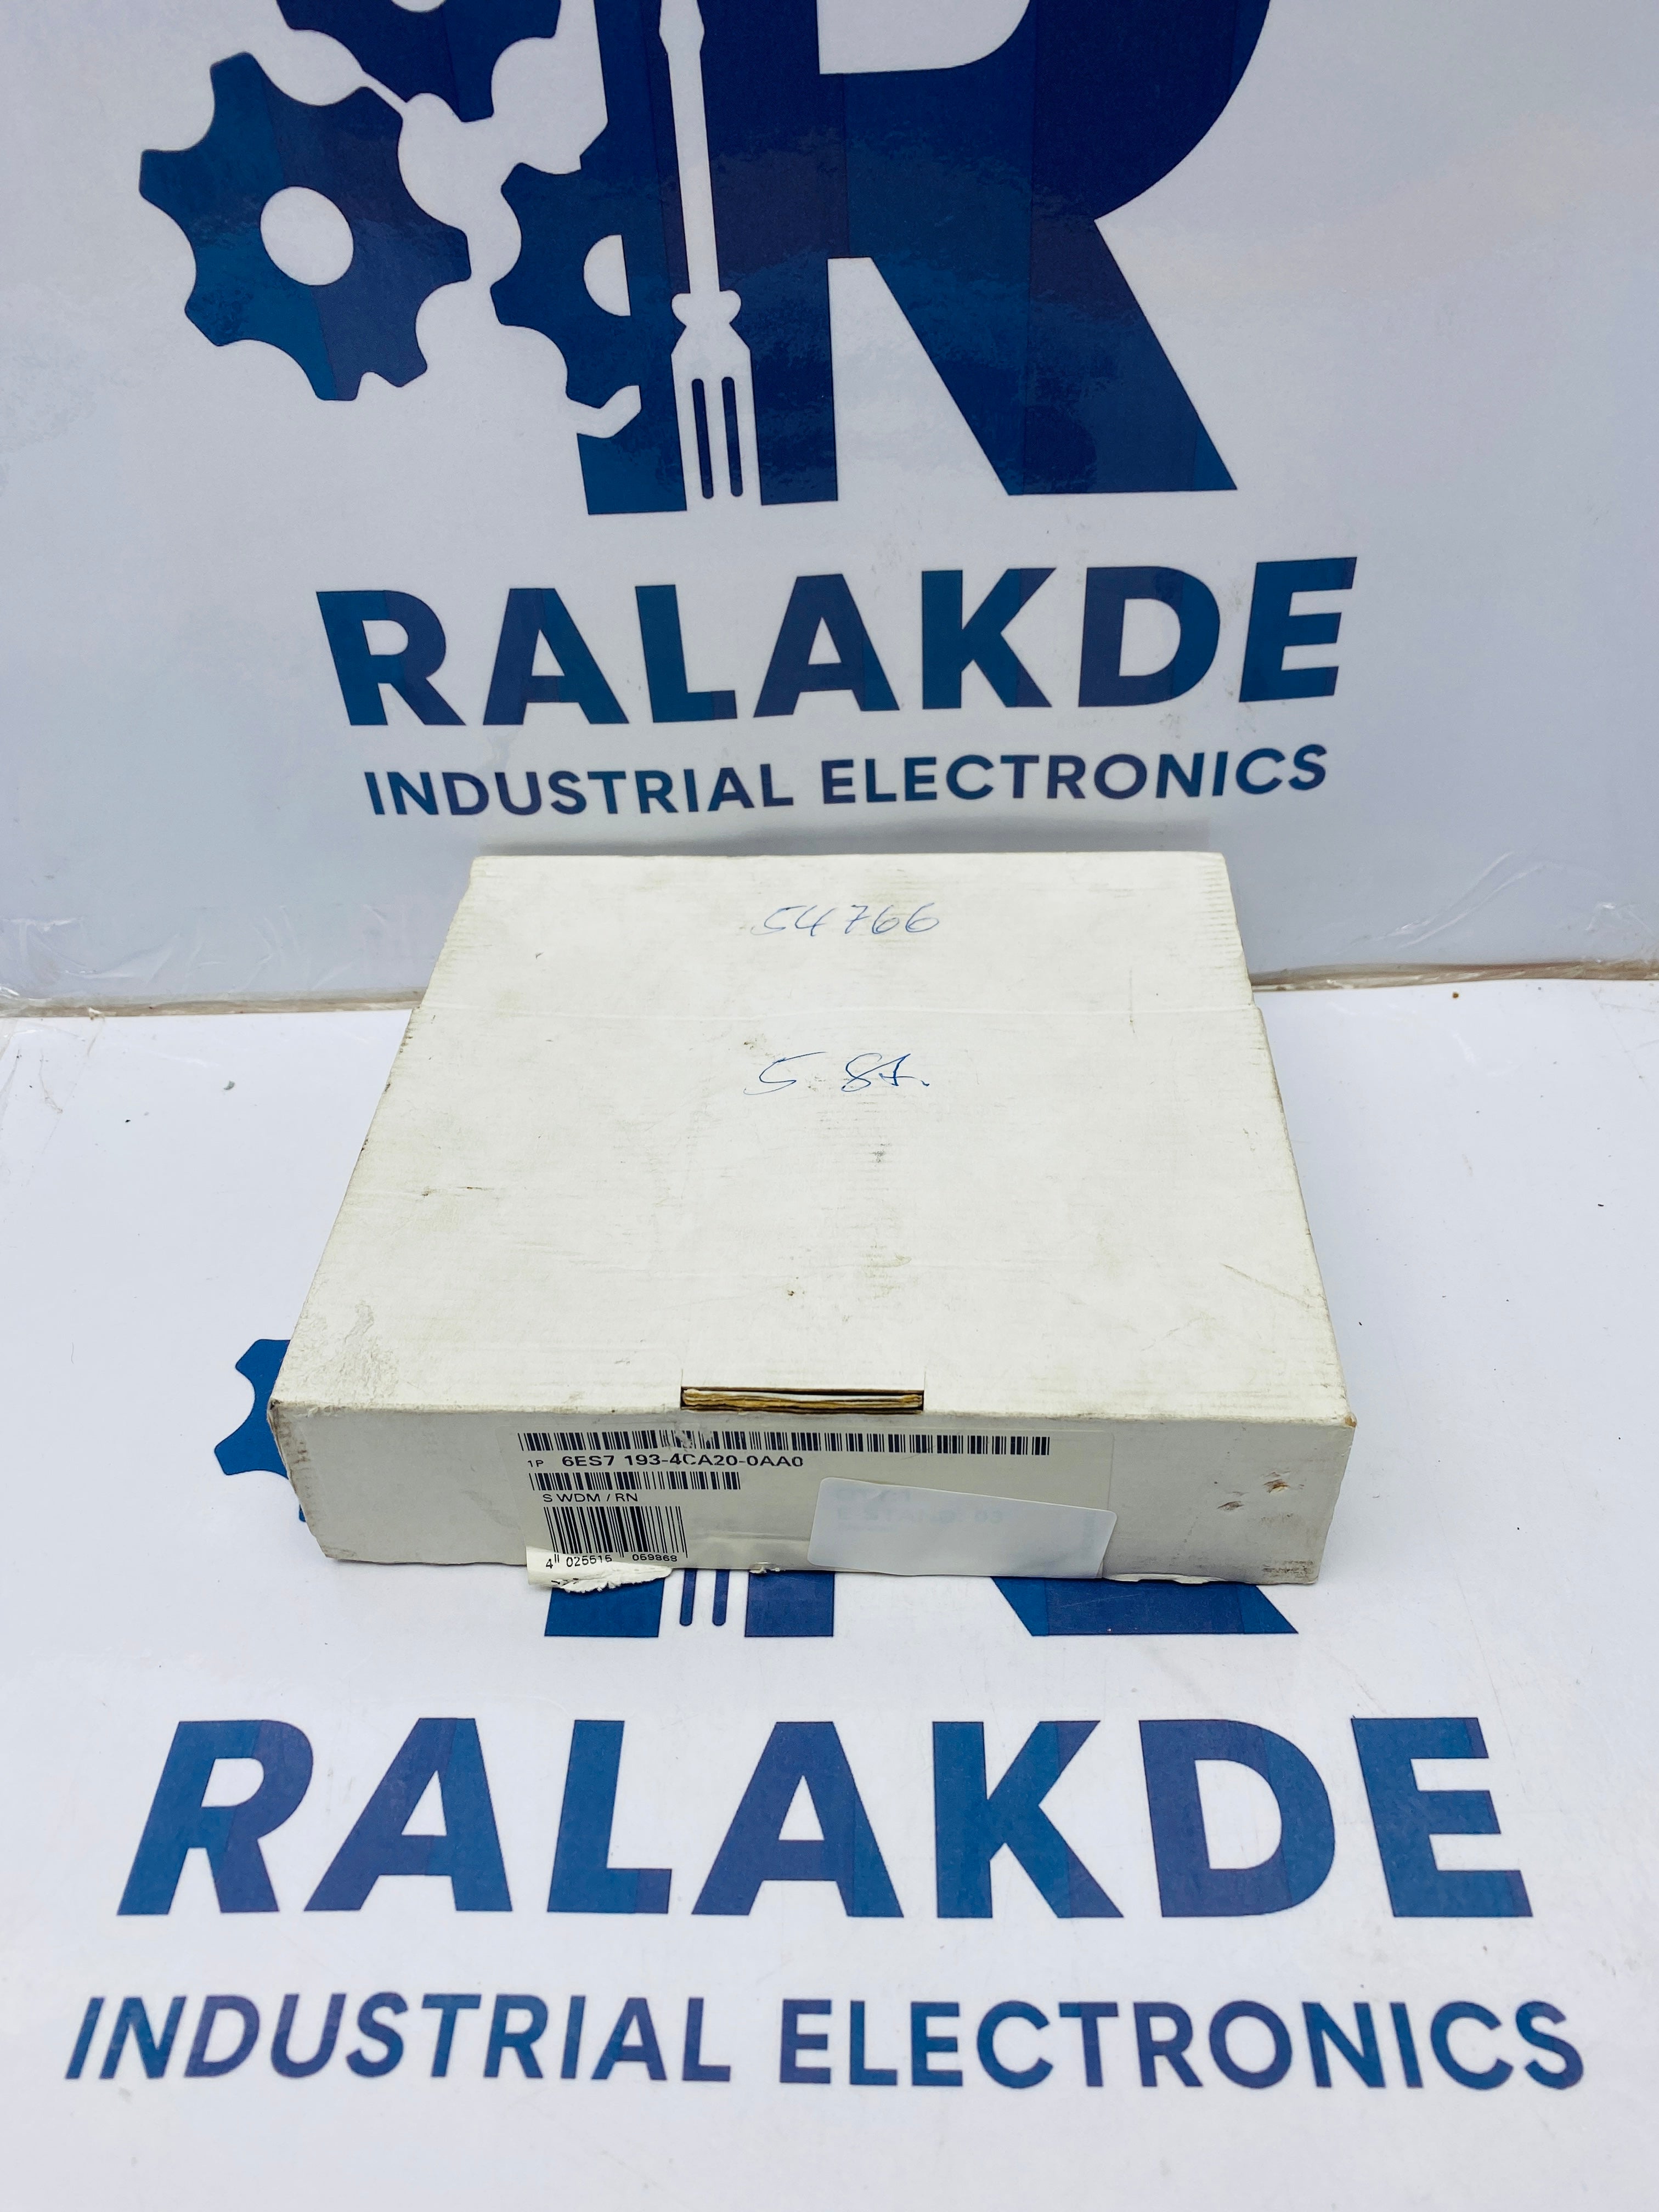 RALAKDE
INDUSTRIAL ELECTRONICS
54766
5 St.
1P 6ES7 193-4CA20-0AA0
S WDM / RN
4 025515 059868
RALAKDE
INDUSTRIAL ELECTRONICS